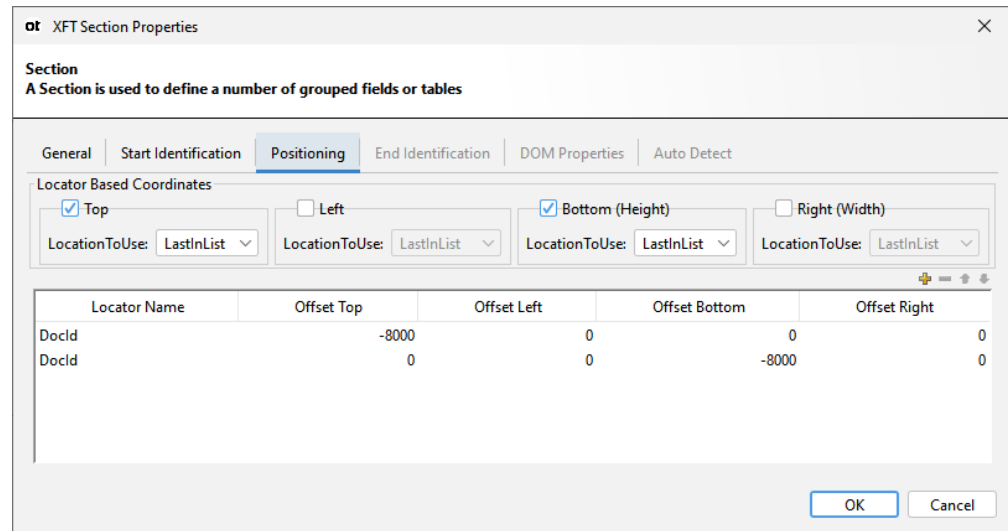 ot XFT Section Properties
Section
A Section is used to define a number of grouped fields or tables
General Start Identification Positioning End Identification DOM Properties Auto Detect
Locator Based Coordinates
Top Left Bottom (Height) Right (Width)
LocationToUse: LastInList LocationToUse: LastInList LocationToUse: LastInList LocationToUse: LastInList
Locator Name Offset Top Offset Left Offset Bottom Offset Right
DocId -8000 0 0 0
DocId 0 0 -8000 0
OK Cancel